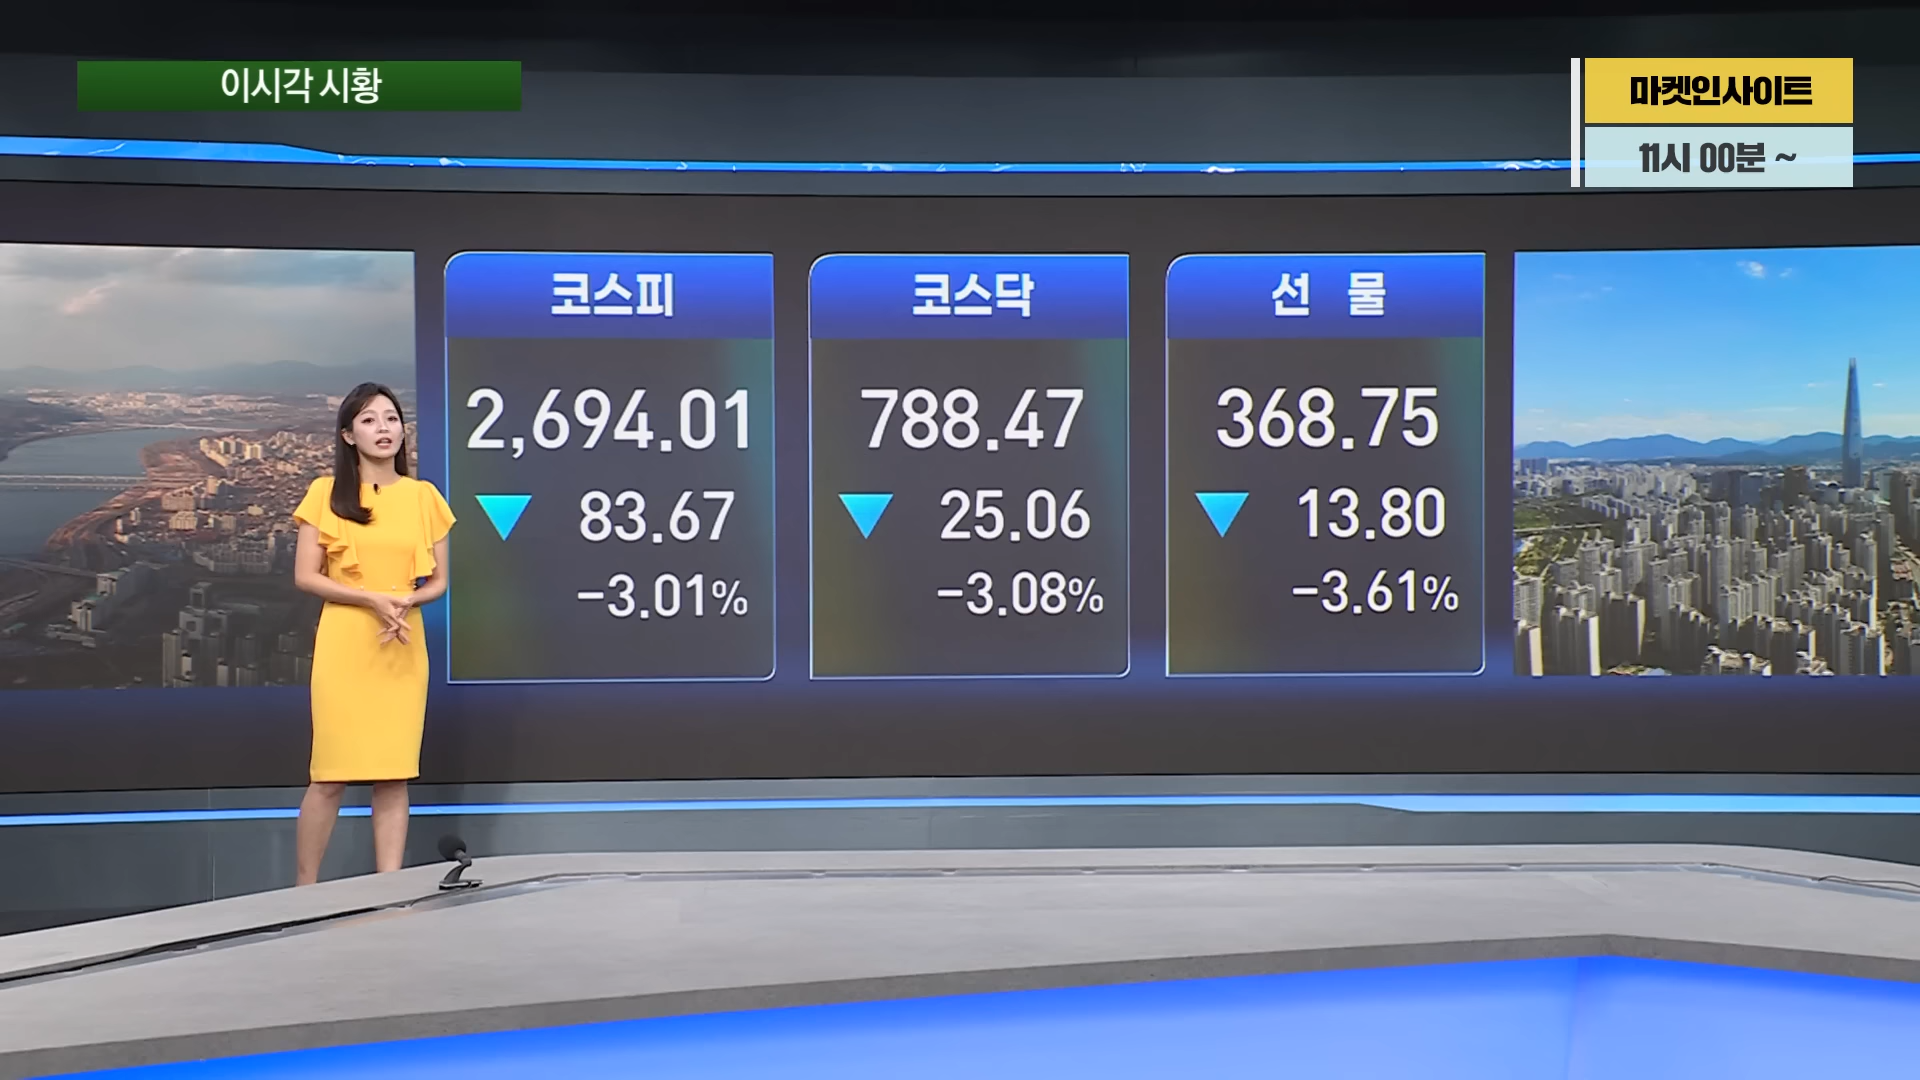 이시각 시황
마켓인사이트
11시 00분 ~
코스피
2,694.01
▼ 83.67
-3.01%
코스닥
788.47
▼ 25.06
-3.08%
선 물
368.75
▼ 13.80
-3.61%